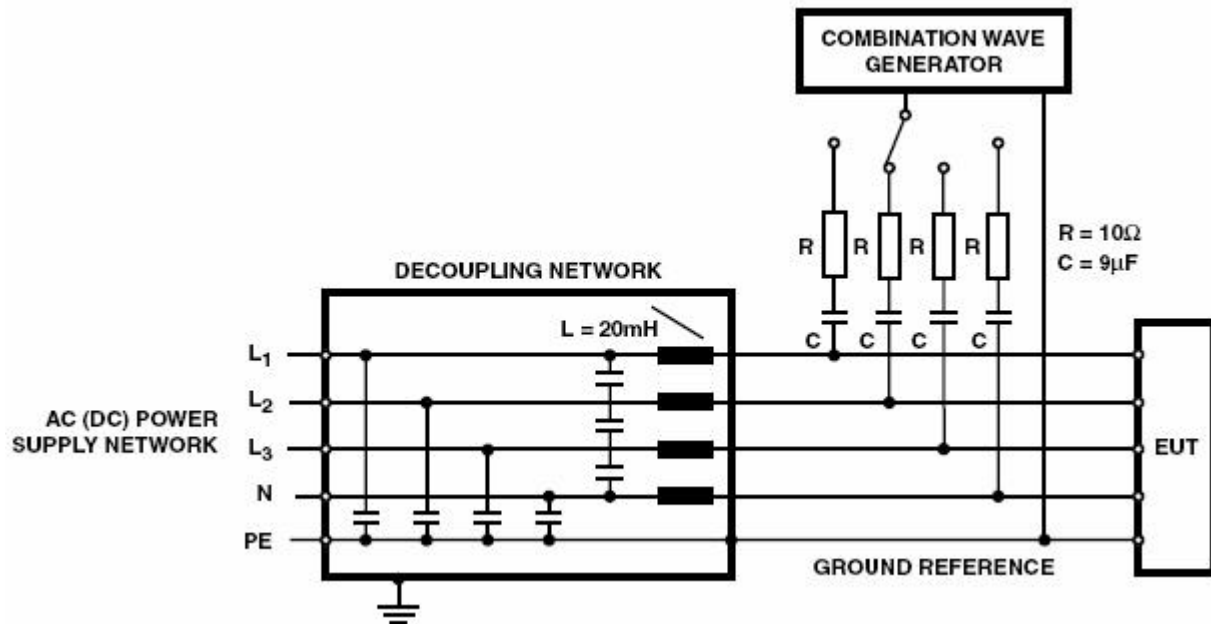 COMBINATION WAVE
GENERATOR
R
R
R
R
R = 10Ω
C = 9µF
DECOUPLING NETWORK
L = 20mH
C
C
C
C
L1
L2
AC (DC) POWER
SUPPLY NETWORK
L3
EUT
N
PE
GROUND REFERENCE